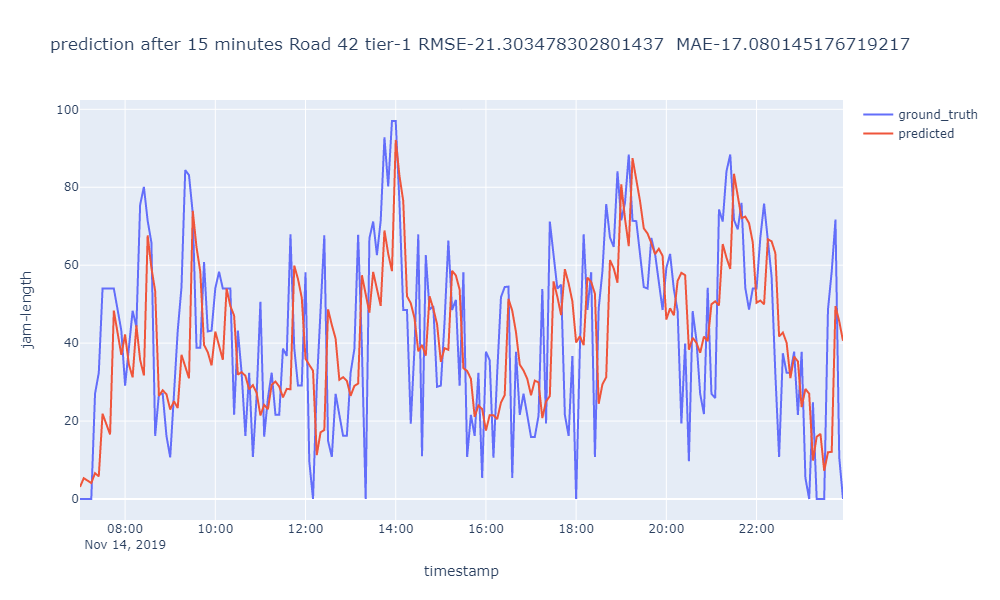 prediction after 15 minutes Road 42 tier-1 RMSE-21.303478302801437  MAE-17.080145176719217
ground_truth
predicted
jam-length
100
80
60
40
20
0
08:00 10:00 12:00 14:00 16:00 18:00 20:00 22:00
Nov 14, 2019
timestamp